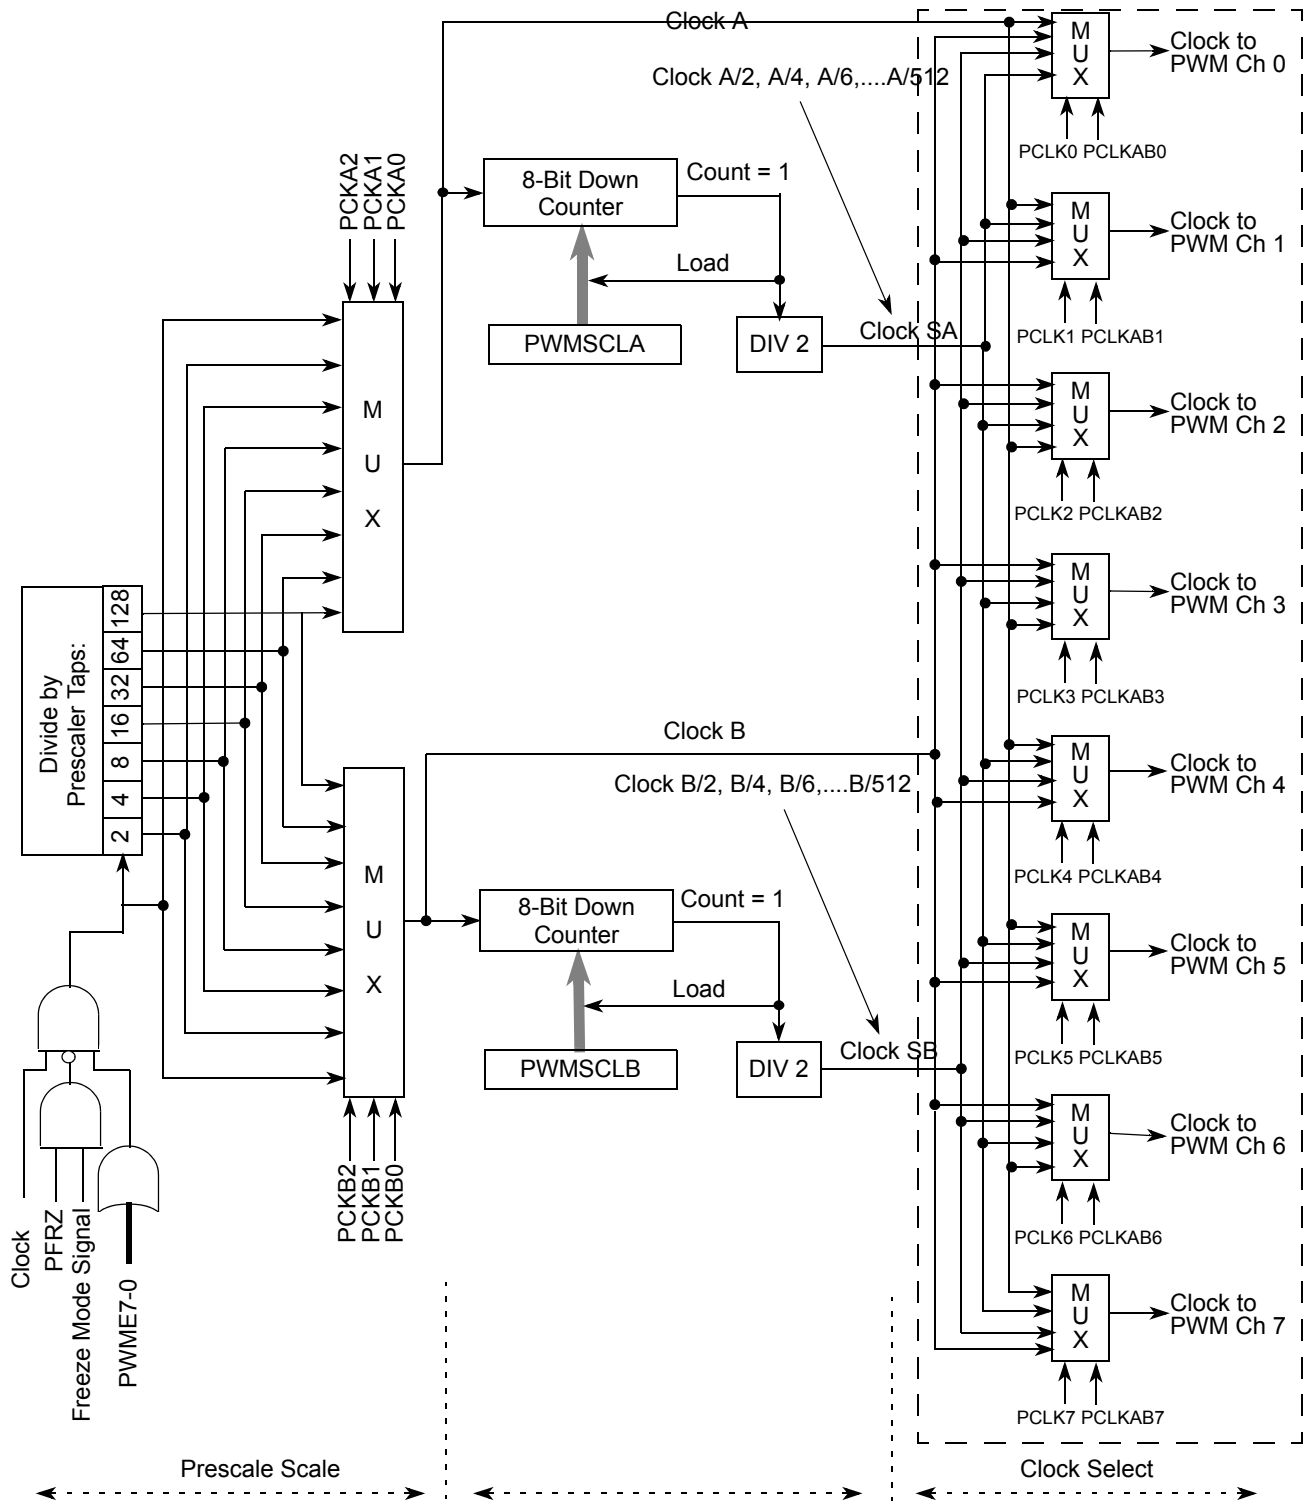 Clock A
Clock A/2, A/4, A/6,....A/512
M
U
X
Clock to
PWM Ch 0
PCLK0 PCLKAB0
PCKA2
PCKA1
PCKA0
8-Bit Down
Counter
Count = 1
Load
PWMSCLA
DIV 2
Clock SA
M
U
X
M
U
X
Clock to
PWM Ch 1
PCLK1 PCLKAB1
M
U
X
Clock to
PWM Ch 2
PCLK2 PCLKAB2
M
U
X
Clock to
PWM Ch 3
PCLK3 PCLKAB3
Divide by
Prescaler Taps:
2
4
8
16
32
64
128
Clock B
Clock B/2, B/4, B/6,....B/512
M
U
X
Clock to
PWM Ch 4
PCLK4 PCLKAB4
M
U
X
8-Bit Down
Counter
Count = 1
Load
PWMSCLB
DIV 2
Clock SB
M
U
X
Clock to
PWM Ch 5
PCLK5 PCLKAB5
PCKB2
PCKB1
PCKB0
M
U
X
Clock to
PWM Ch 6
PCLK6 PCLKAB6
Clock
PFRZ
Freeze Mode Signal
PWME7-0
M
U
X
Clock to
PWM Ch 7
PCLK7 PCLKAB7
Prescale Scale
Clock Select